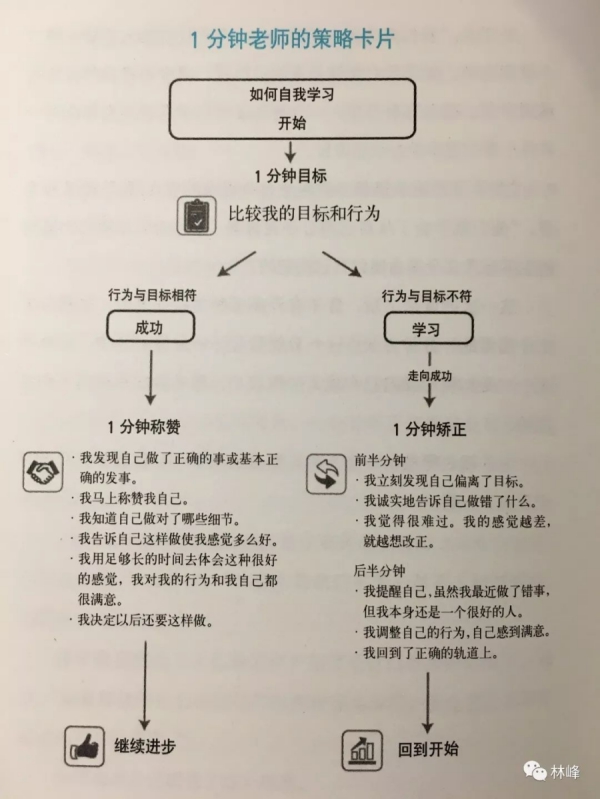 1分钟老师的策略卡片
如何自我学习
开始
1分钟目标
比较我的目标和行为
行为与目标相符
成功
1分钟称赞
·我发现自己做了正确的事或基本正
确的发事。
·我马上称赞我自己。
·我知道自己做对了哪些细节。
·我告诉自己这样做使我感觉多么好。
·我用足够长的时间去体会这种很好
的感觉，我对我的行为和我自己都
很满意。
·我决定以后还要这样做。
继续进步
行为与目标不符
学习
走向成功
1分钟矫正
前半分钟
·我立刻发现自己偏离了目标。
·我诚实地告诉自己做错了什么。
·我觉得很难过。我的感觉越差，
就越想改正。
后半分钟
·我提醒自己，虽然我最近做了错事，
但我本身还是一个很好的人。
·我调整自己的行为，自己感到满意。
·我回到了正确的轨道上。
回到开始
林峰